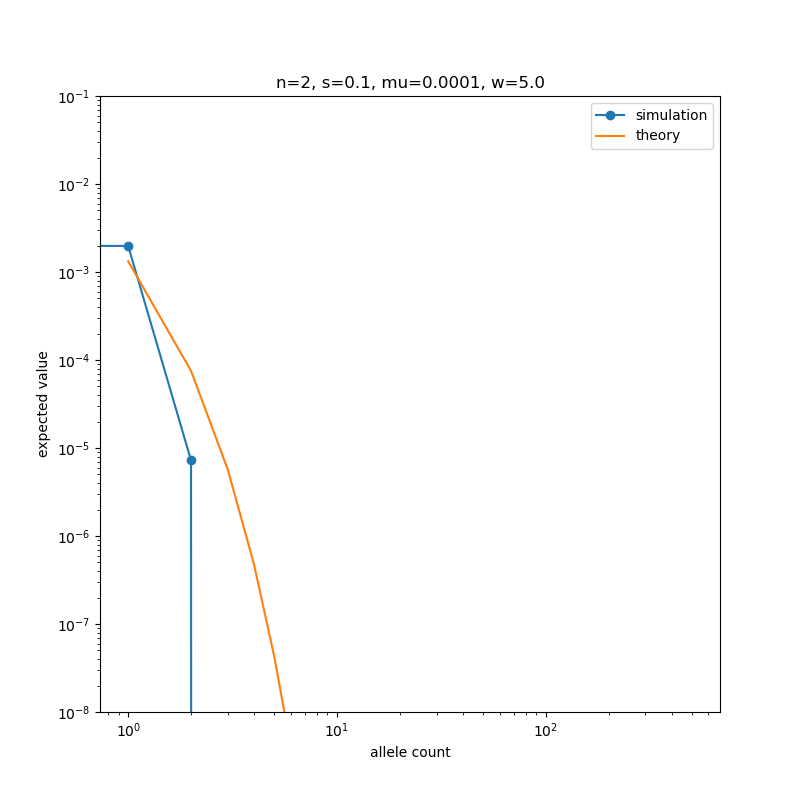 n=2, s=0.1, mu=0.0001, w=5.0
simulation
theory
10⁻¹
10⁻²
10⁻³
10⁻⁴
10⁻⁵
10⁻⁶
10⁻⁷
10⁻⁸
expected value
10⁰ 10¹ 10²
allele count